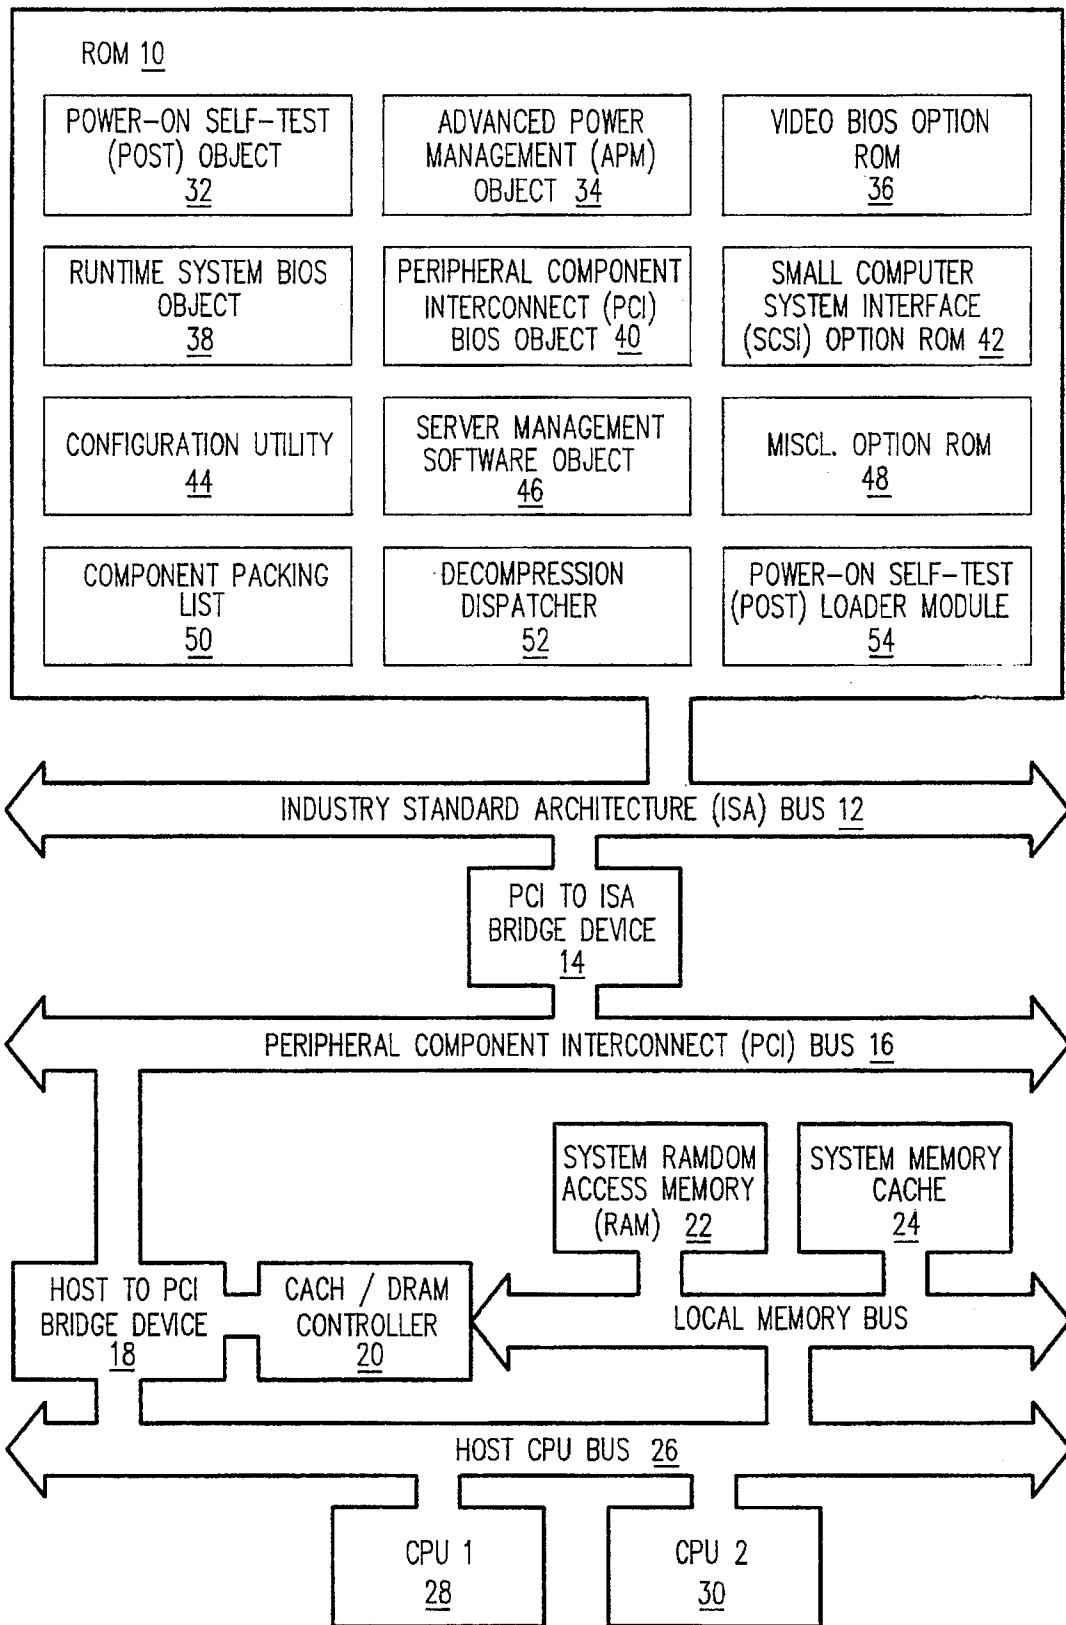 ROM 10
POWER-ON SELF-TEST
(POST) OBJECT
32
ADVANCED POWER
MANAGEMENT (APM)
OBJECT 34
VIDEO BIOS OPTION
ROM
36
RUNTIME SYSTEM BIOS
OBJECT
38
PERIPHERAL COMPONENT
INTERCONNECT (PCI)
BIOS OBJECT 40
SMALL COMPUTER
SYSTEM INTERFACE
(SCSI) OPTION ROM 42
CONFIGURATION UTILITY
44
SERVER MANAGEMENT
SOFTWARE OBJECT
46
MISCL. OPTION ROM
48
COMPONENT PACKING
LIST
50
DECOMPRESSION
DISPATCHER
52
POWER-ON SELF-TEST
(POST) LOADER MODULE
54
INDUSTRY STANDARD ARCHITECTURE (ISA) BUS 12
PCI TO ISA
BRIDGE DEVICE
14
PERIPHERAL COMPONENT INTERCONNECT (PCI) BUS 16
SYSTEM RAMDOM
ACCESS MEMORY
(RAM) 22
SYSTEM MEMORY
CACHE
24
HOST TO PCI
BRIDGE DEVICE
18
CACH / DRAM
CONTROLLER
20
LOCAL MEMORY BUS
HOST CPU BUS 26
CPU 1
28
CPU 2
30